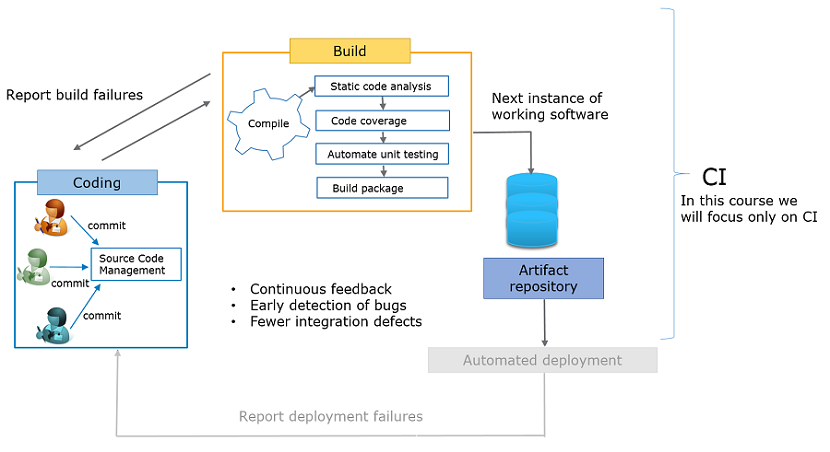 Build
Report build failures
Static code analysis
Compile
Code coverage
Automate unit testing
Build package
Next instance of
working software
Coding
commit
Source Code
Management
commit
commit
CI
In this course we
will focus only on CI
Artifact
repository
• Continuous feedback
• Early detection of bugs
• Fewer integration defects
Automated deployment
Report deployment failures